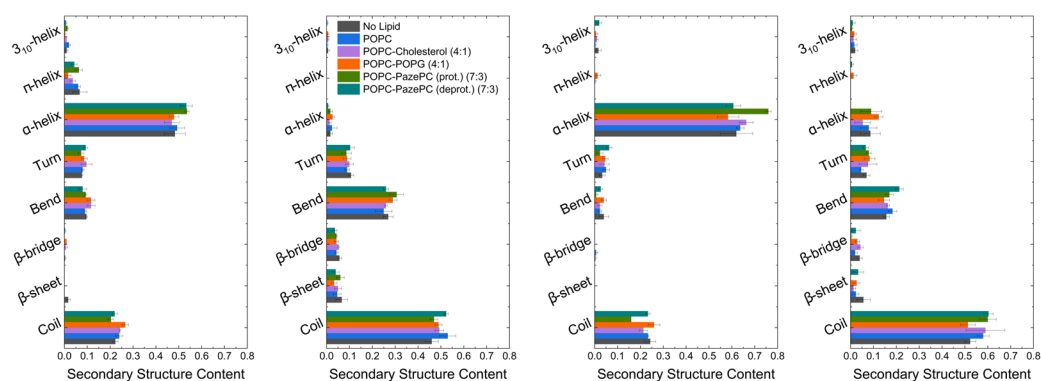 3₁₀-helix
π-helix
α-helix
Turn
Bend
β-bridge
β-sheet
Coil
0.0 0.1 0.2 0.3 0.4 0.5 0.6 0.7 0.8
Secondary Structure Content
No Lipid
POPC
POPC-Cholesterol (4:1)
POPC-POPG (4:1)
POPC-PazePC (prot.) (7:3)
POPC-PazePC (deprot.) (7:3)
3₁₀-helix
π-helix
α-helix
Turn
Bend
β-bridge
β-sheet
Coil
0.0 0.1 0.2 0.3 0.4 0.5 0.6 0.7 0.8
Secondary Structure Content
3₁₀-helix
π-helix
α-helix
Turn
Bend
β-bridge
β-sheet
Coil
0.0 0.1 0.2 0.3 0.4 0.5 0.6 0.7 0.8
Secondary Structure Content
3₁₀-helix
π-helix
α-helix
Turn
Bend
β-bridge
β-sheet
Coil
0.0 0.1 0.2 0.3 0.4 0.5 0.6 0.7 0.8
Secondary Structure Content